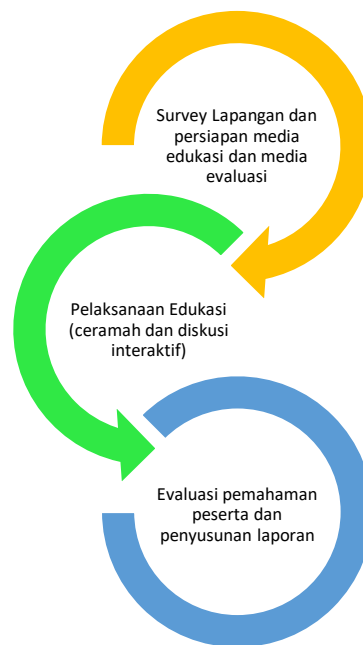 Survey Lapangan dan
persiapan media
edukasi dan media
evaluasi
Pelaksanaan Edukasi
(ceramah dan diskusi
interaktif)
Evaluasi pemahaman
peserta dan
penyusunan laporan